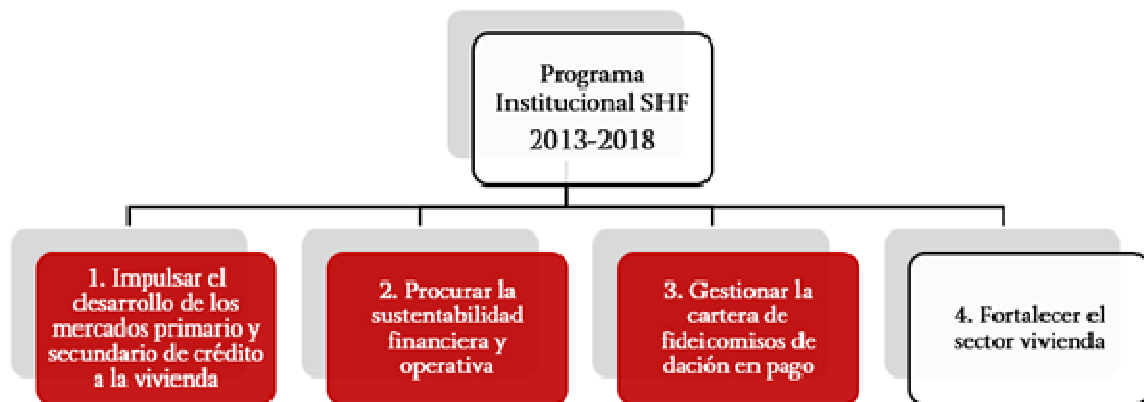 Programa
Institucional SHF
2013-2018
1. Impulsar el
desarrollo de los
mercados primario y
secundario de crédito
a la vivienda
2. Procurar la
sustentabilidad
financiera y
operativa
3. Gestionar la
cartera de
fideicomisos de
dación en pago
4. Fortalecer el
sector vivienda